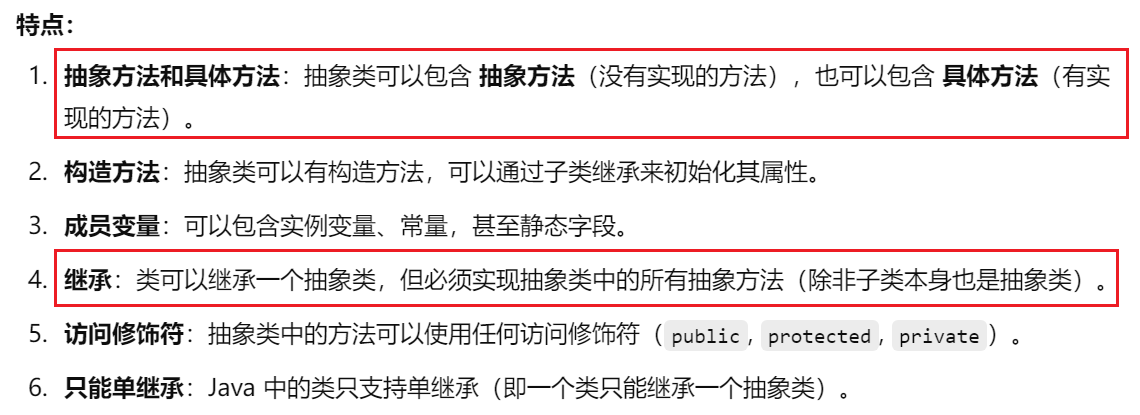 特点：
1. 抽象方法和具体方法：抽象类可以包含 抽象方法（没有实现的方法），也可以包含 具体方法（有实
现的方法）。
2. 构造方法：抽象类可以有构造方法，可以通过子类继承来初始化其属性。
3. 成员变量：可以包含实例变量、常量，甚至静态字段。
4. 继承：类可以继承一个抽象类，但必须实现抽象类中的所有抽象方法（除非子类本身也是抽象类）。
5. 访问修饰符：抽象类中的方法可以使用任何访问修饰符（public, protected, private）。
6. 只能单继承：Java 中的类只支持单继承（即一个类只能继承一个抽象类）。